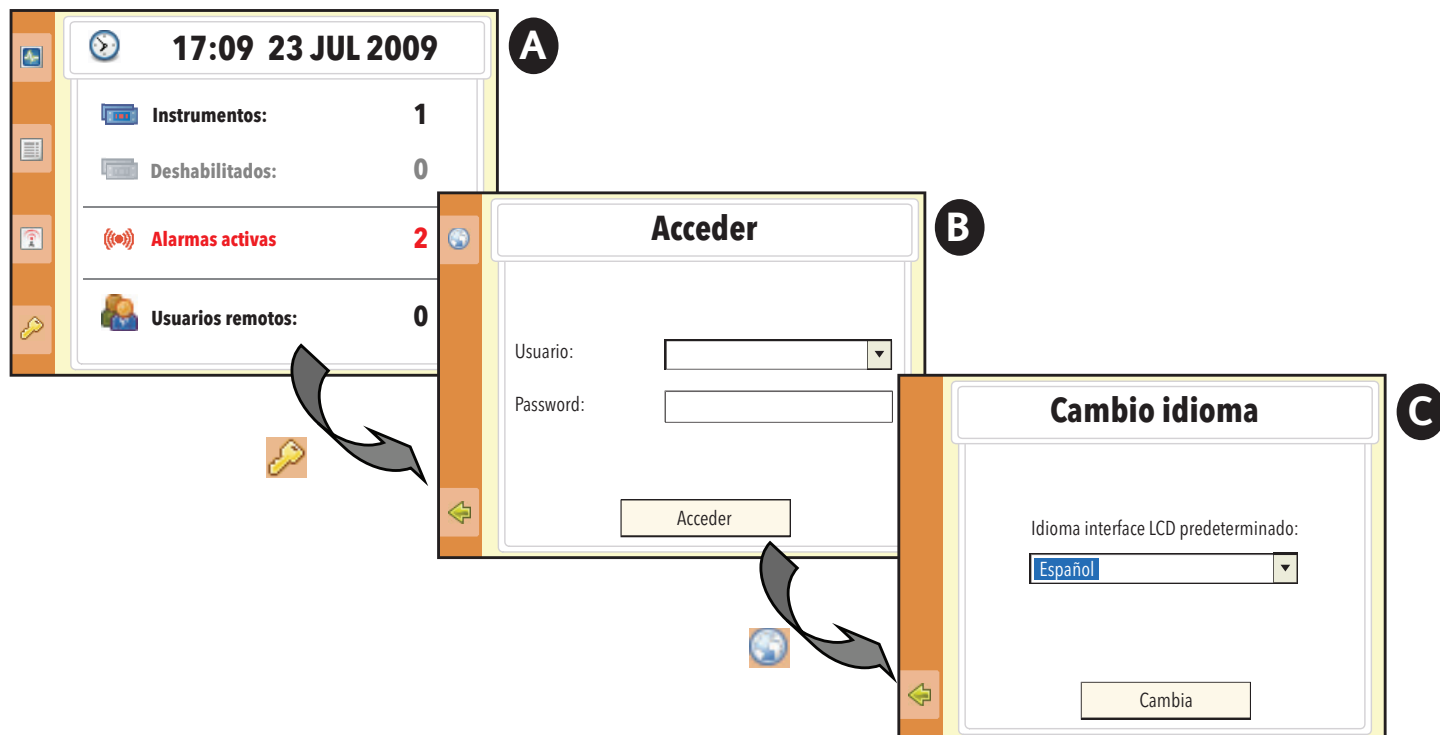 17:09 23 JUL 2009
A
Instrumentos: 1
Deshabilitados: 0
Alarmas activas 2
Usuarios remotos: 0
Acceder
B
Usuario:
Password:
Acceder
Cambio idioma
C
Idioma interface LCD predeterminado:
Español
Cambia